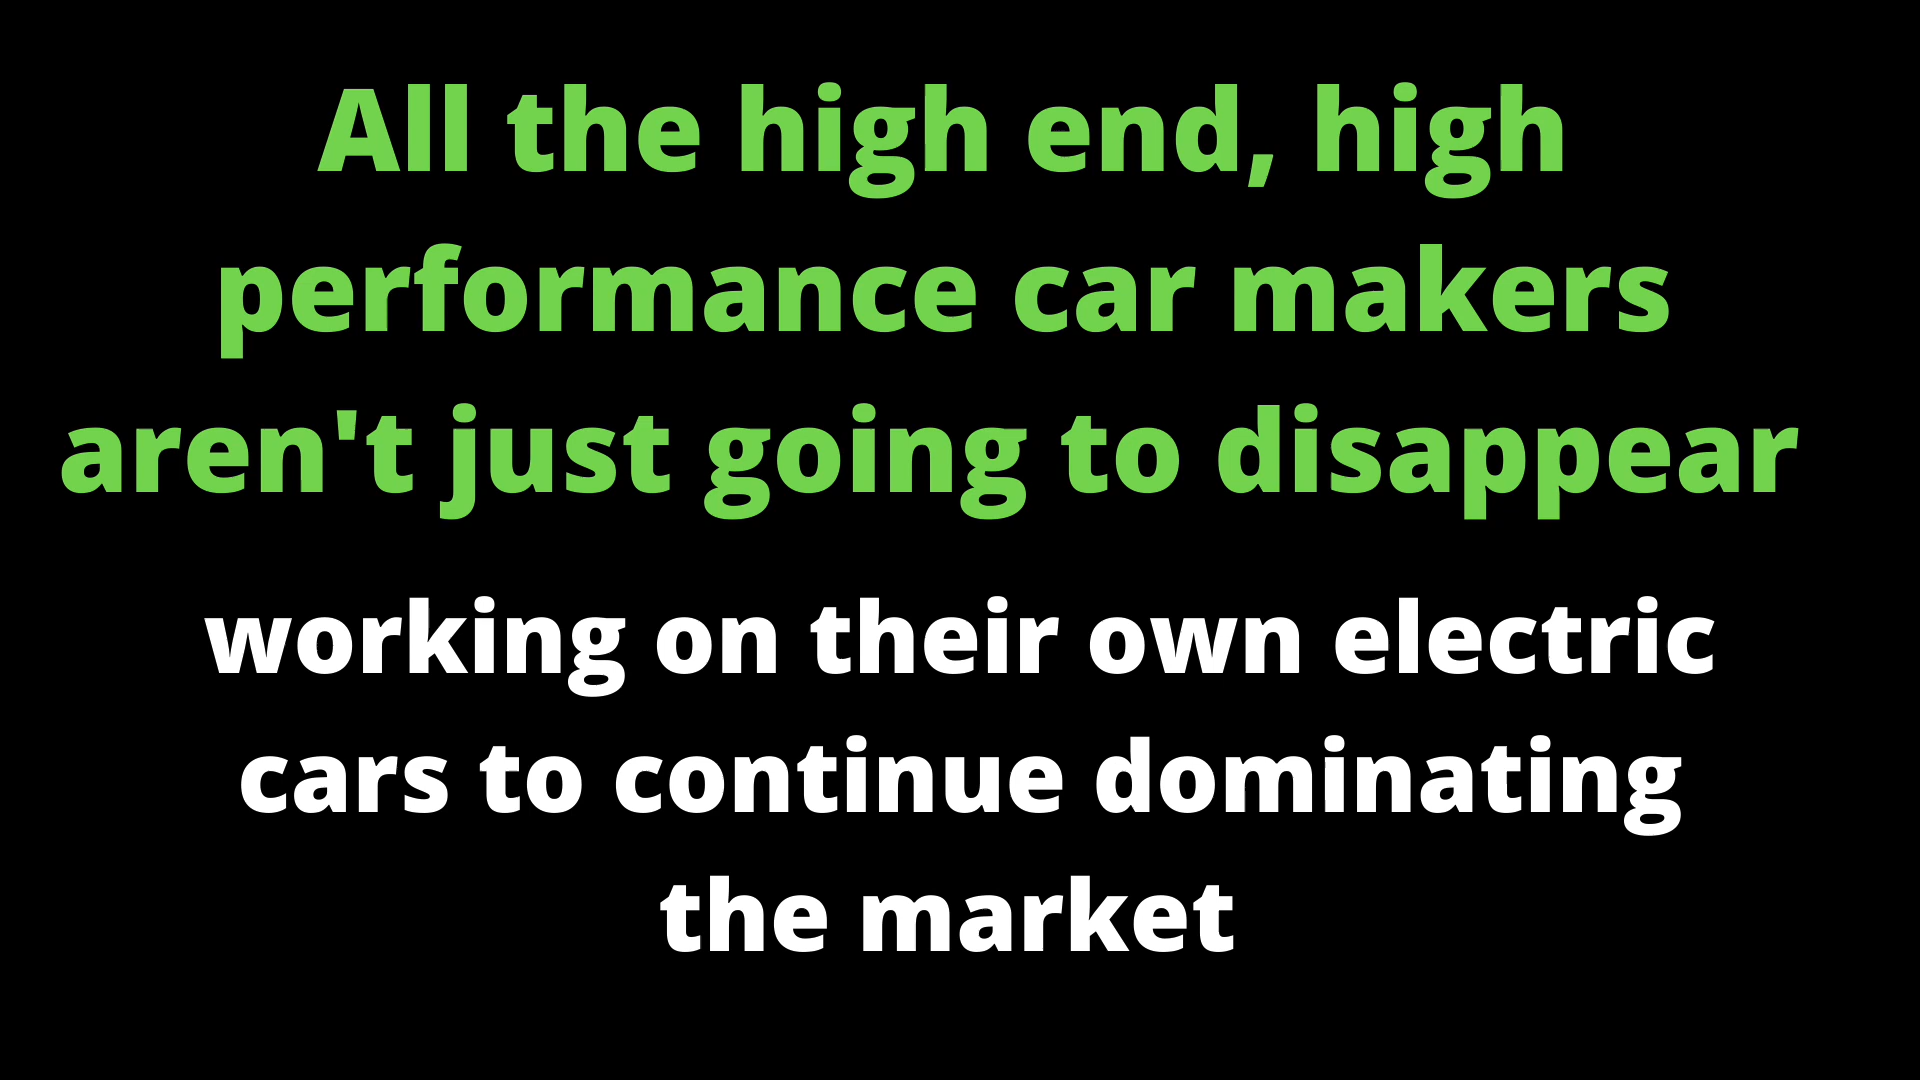 All the high end, high
performance car makers
aren't just going to disappear
working on their own electric
cars to continue dominating
the market